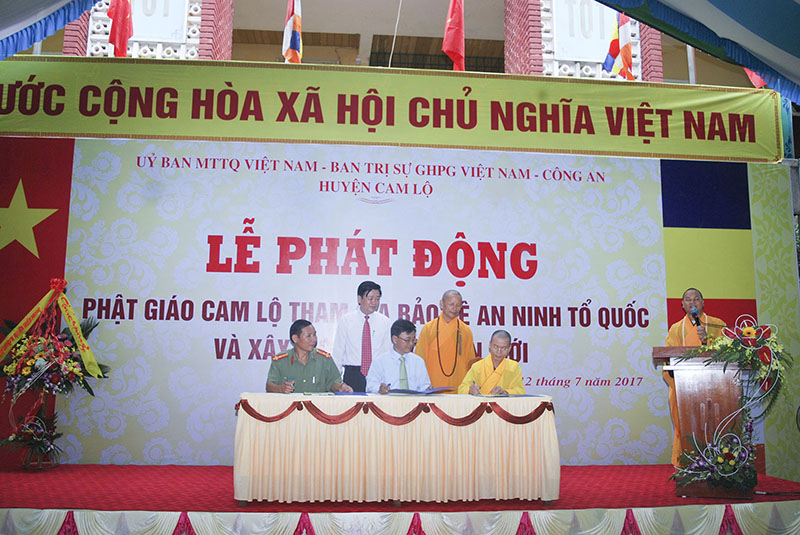 ƯỚC CỘNG HÒA XÃ HỘI CHỦ NGHĨA VIỆT NAM
UỶ BAN MTTQ VIỆT NAM - BAN TRỊ SỰ GHPG VIỆT NAM - CÔNG AN
HUYỆN CAM LỘ
LỄ PHÁT ĐỘNG
PHẬT GIÁO CAM LỘ THAM BẢO AN NINH TỔ QUỐC
VÀ XÂY
2 tháng 7 năm 2017